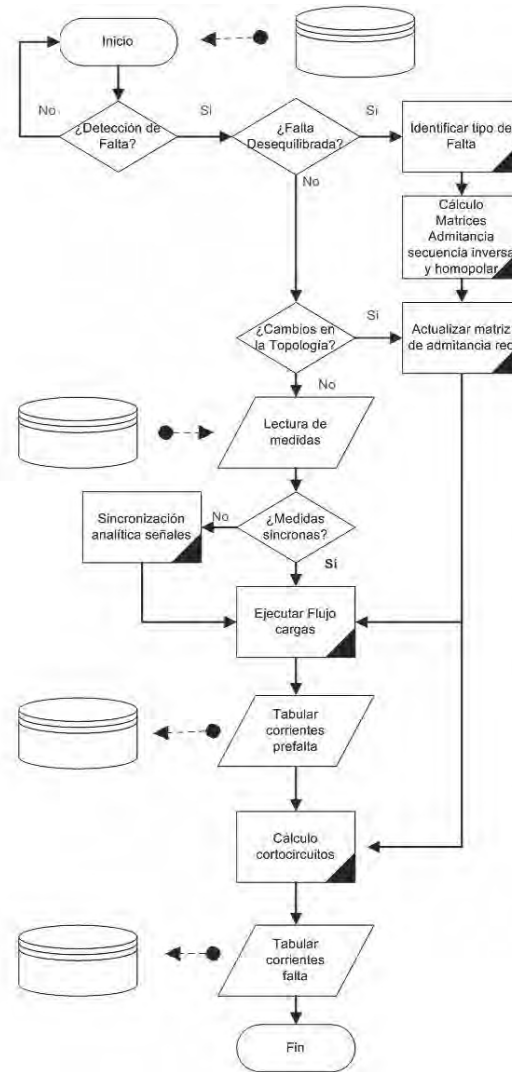 Inicio
No
¿Detección de
Falta?
Sí
¿Falta
Desequilibrada?
Sí
Identificar tipo de
Falta
No
Cálculo
Matrices
Admitancia
secuencia inversa
y homopolar
¿Cambios en
la Topología?
Sí
Actualizar matriz
de admitancia red
No
Lectura de
medidas
Sincronización
analítica señales
No
¿Medidas
síncronas?
Sí
Ejecutar Flujo
cargas
Tabular
corrientes
prefalta
Cálculo
cortocircuitos
Tabular
corrientes
falta
Fin